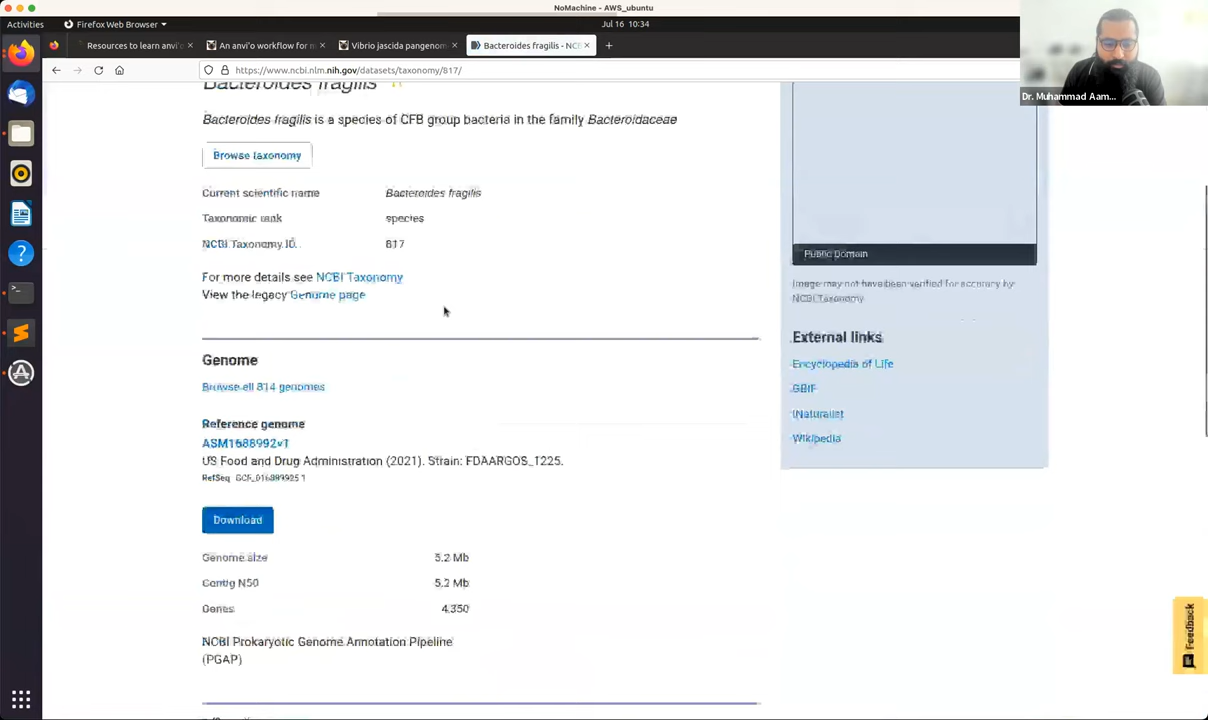 NoMachine - AWS_ubuntu
Activities
Firefox Web Browser
Jul 16 10:34
Resources to learn anvi'o
An anvi'o workflow for m
Vibrio jascida pangenom
Bacteroides fragilis - NCB
https://www.ncbi.nlm.nih.gov/datasets/taxonomy/817/
Dr. Muhammad Aam...
Bacteroides fragilis
Bacteroides fragilis is a species of CFB group bacteria in the family Bacteroidaceae
Browse taxonomy
Current scientific name Bacteroides fragilis
Taxonomic rank species
NCBI Taxonomy ID 817
For more details see NCBI Taxonomy
View the legacy Genome page
Genome
Browse all 814 genomes
Reference genome
ASM1688992v1
US Food and Drug Administration (2021). Strain: FDAARGOS_1225.
RefSeq GCF_016889925.1
Download
Genome size 5.2 Mb
Contig N50 5.2 Mb
Genes 4,350
NCBI Prokaryotic Genome Annotation Pipeline
(PGAP)
Public Domain
Image may not have been verified for accuracy by
NCBI Taxonomy
External links
Encyclopedia of Life
GBIF
iNaturalist
Wikipedia
Feedback